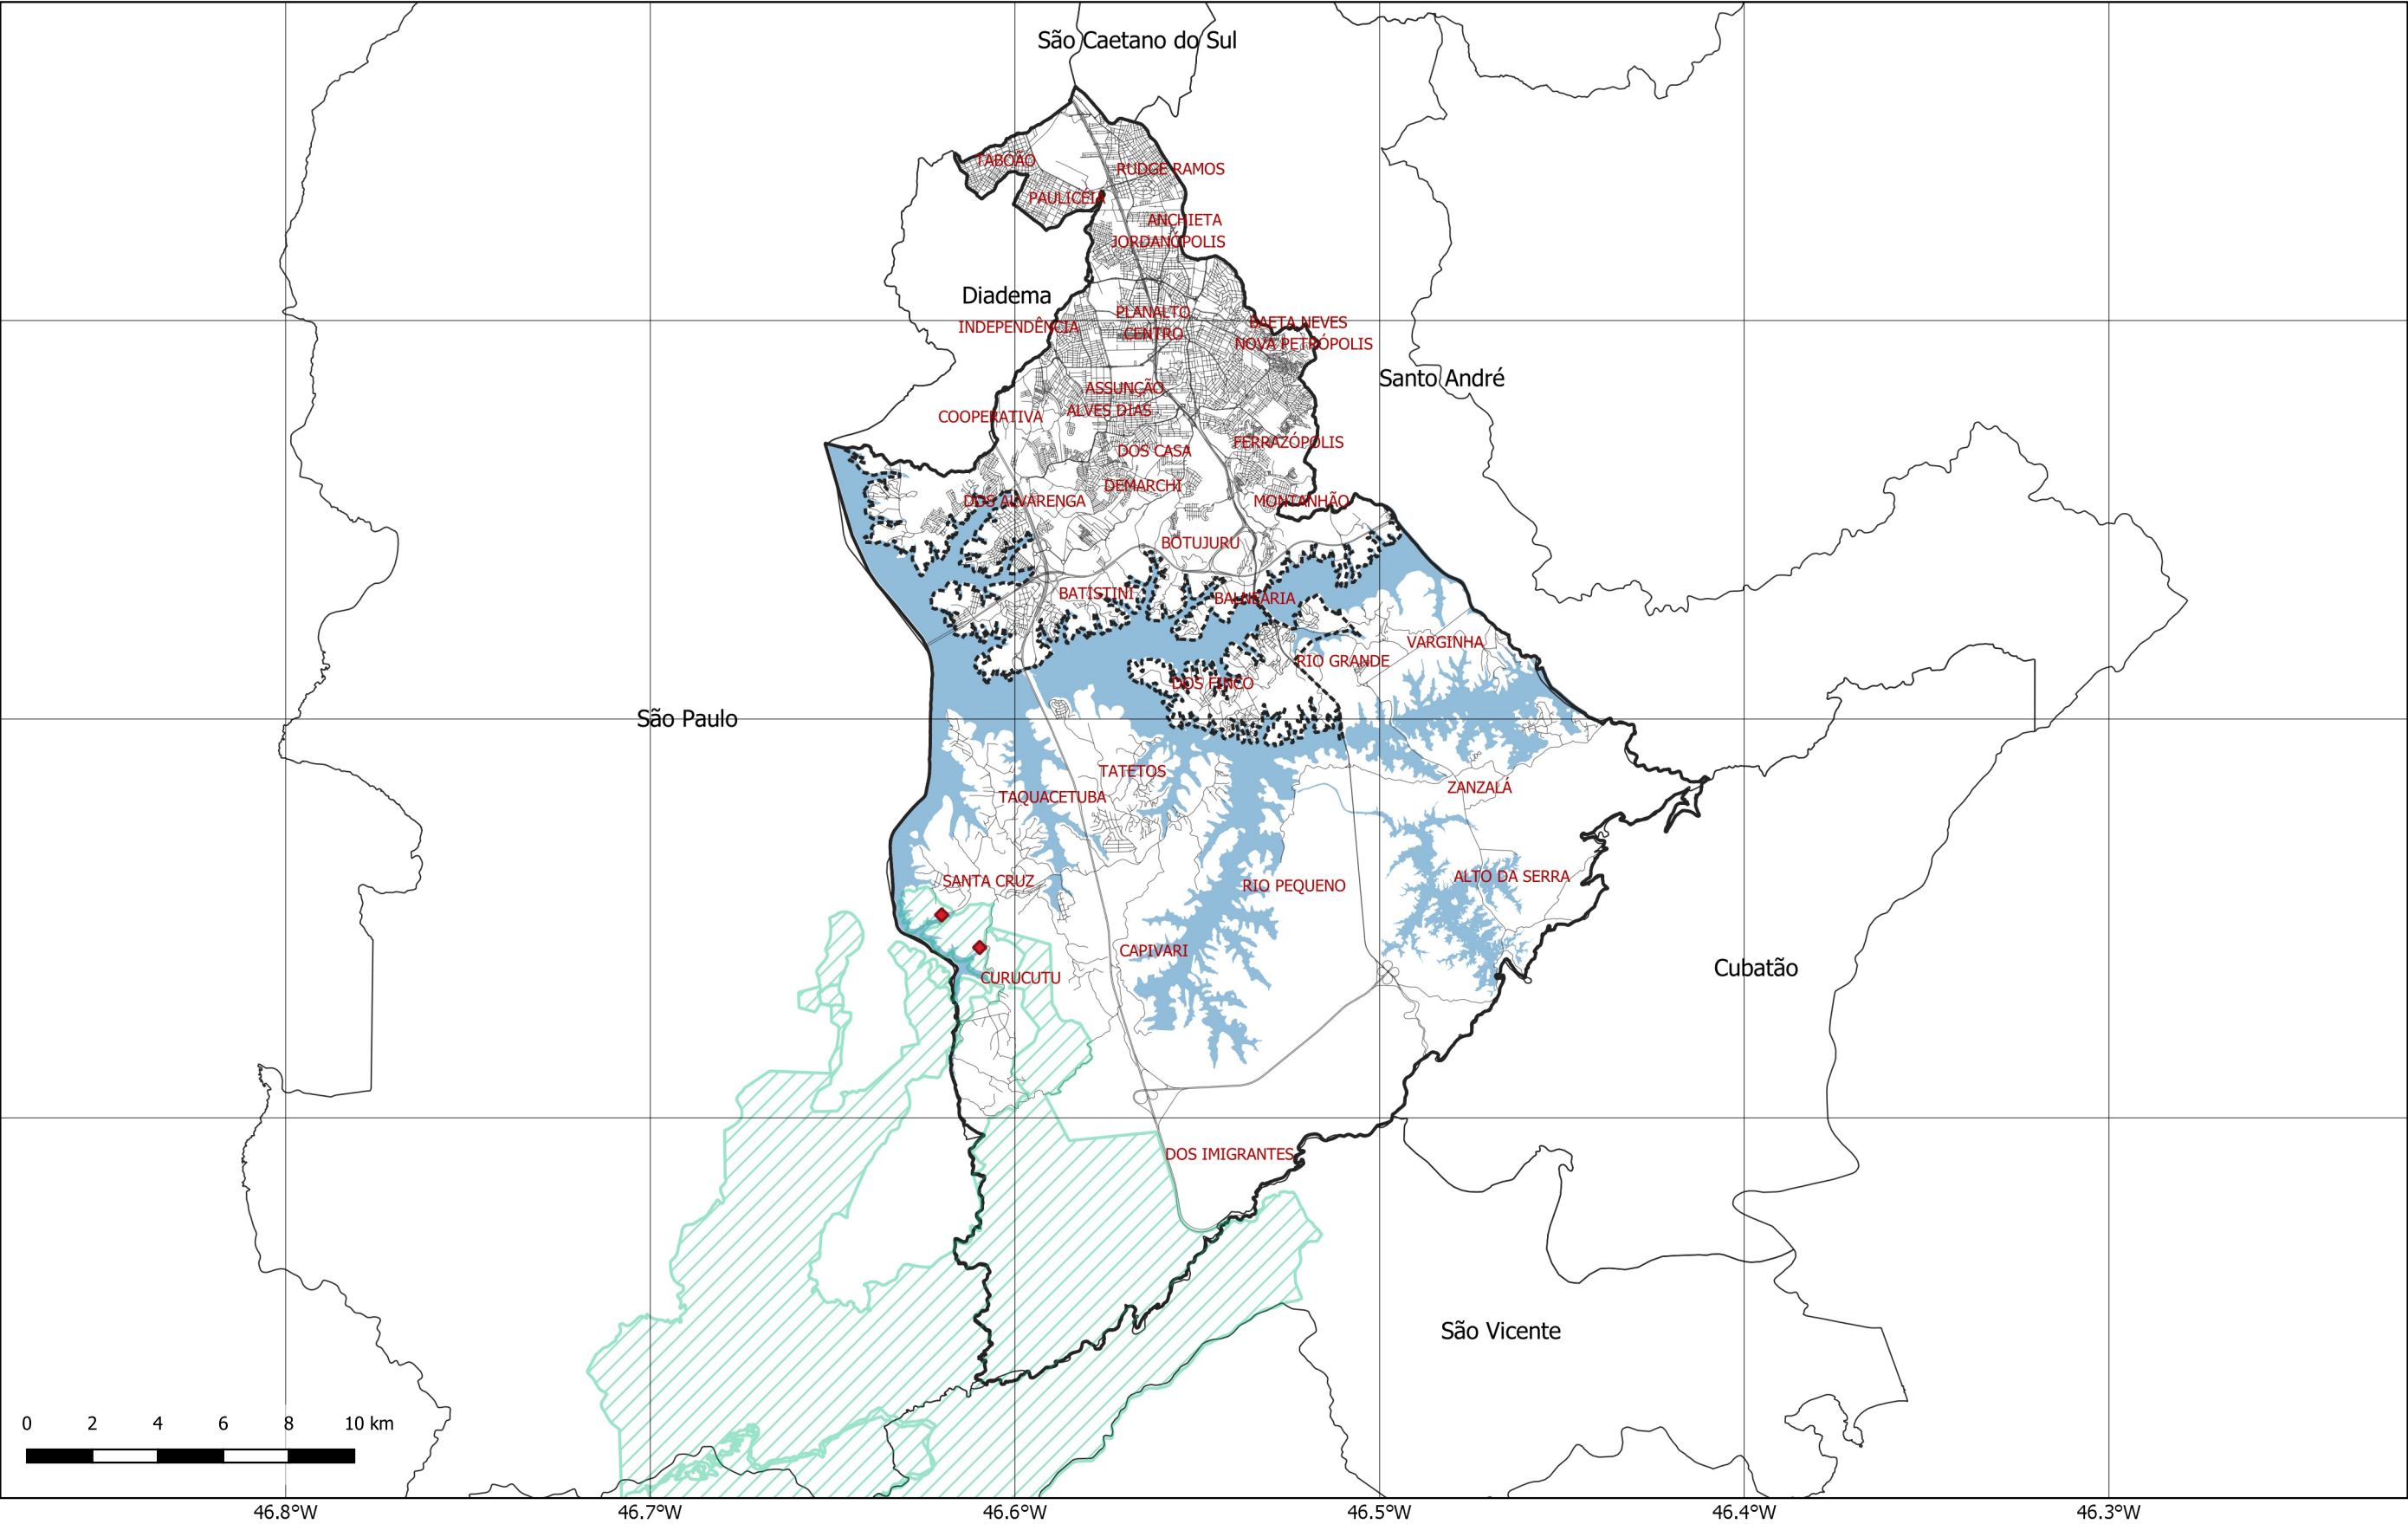 São Caetano do Sul
TABOÃO
RUDGE RAMOS
PAULICÉIA
ANCHIETA
JORDANÓPOLIS
Diadema
PLANALTO
BAETA NEVES
INDEPENDÊNCIA
CENTRO
NOVA PETRÓPOLIS
Santo André
ASSUNÇÃO
ALVES DIAS
COOPERATIVA
FERRAZÓPOLIS
DOS CASA
DEMARCHI
DOS ALVARENGA
MONTANHÃO
BOTUJURU
BATISTINI
BALNEÁRIA
VARGINHA
RIO GRANDE
DOS FINCO
São Paulo
TATETOS
ZANZALÁ
TAQUACETUBA
ALTO DA SERRA
SANTA CRUZ
RIO PEQUENO
CAPIVARI
Cubatão
CURUCUTU
DOS IMIGRANTES
São Vicente
0 2 4 6 8 10 km
46.8°W 46.7°W 46.6°W 46.5°W 46.4°W 46.3°W